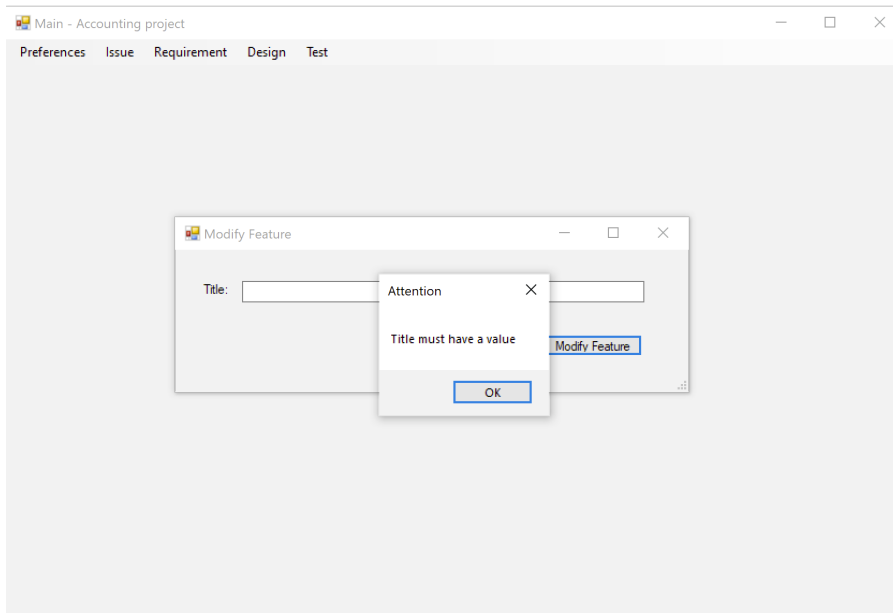 Main - Accounting project
Preferences Issue Requirement Design Test
Modify Feature
Title:
Attention
Title must have a value
Modify Feature
OK